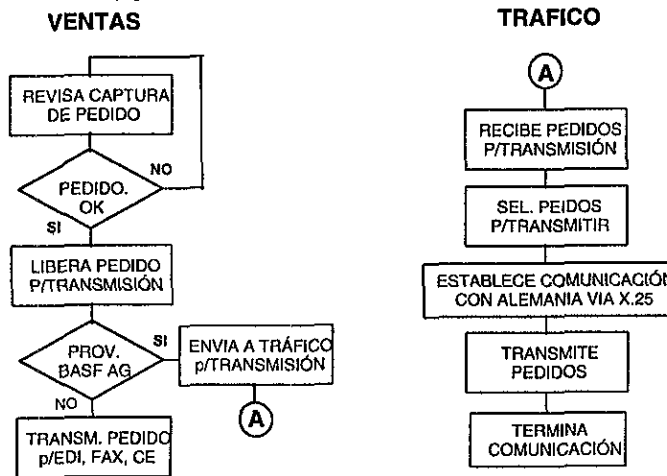 VENTAS
REVISA CAPTURA
DE PEDIDO
NO
PEDIDO.
OK
SI
LIBERA PEDIDO
P/TRANSMISIÓN
PROV.
BASF AG
SI
ENVIA A TRÁFICO
p/TRANSMISIÓN
A
NO
TRANSM. PEDIDO
p/EDI, FAX, CE
TRAFICO
A
RECIBE PEDIDOS
P/TRANSMISIÓN
SEL. PEIDOS
P/TRANSMITIR
ESTABLECE COMUNICACIÓN
CON ALEMANIA VIA X.25
TRANSMITE
PEDIDOS
TERMINA
COMUNICACIÓN